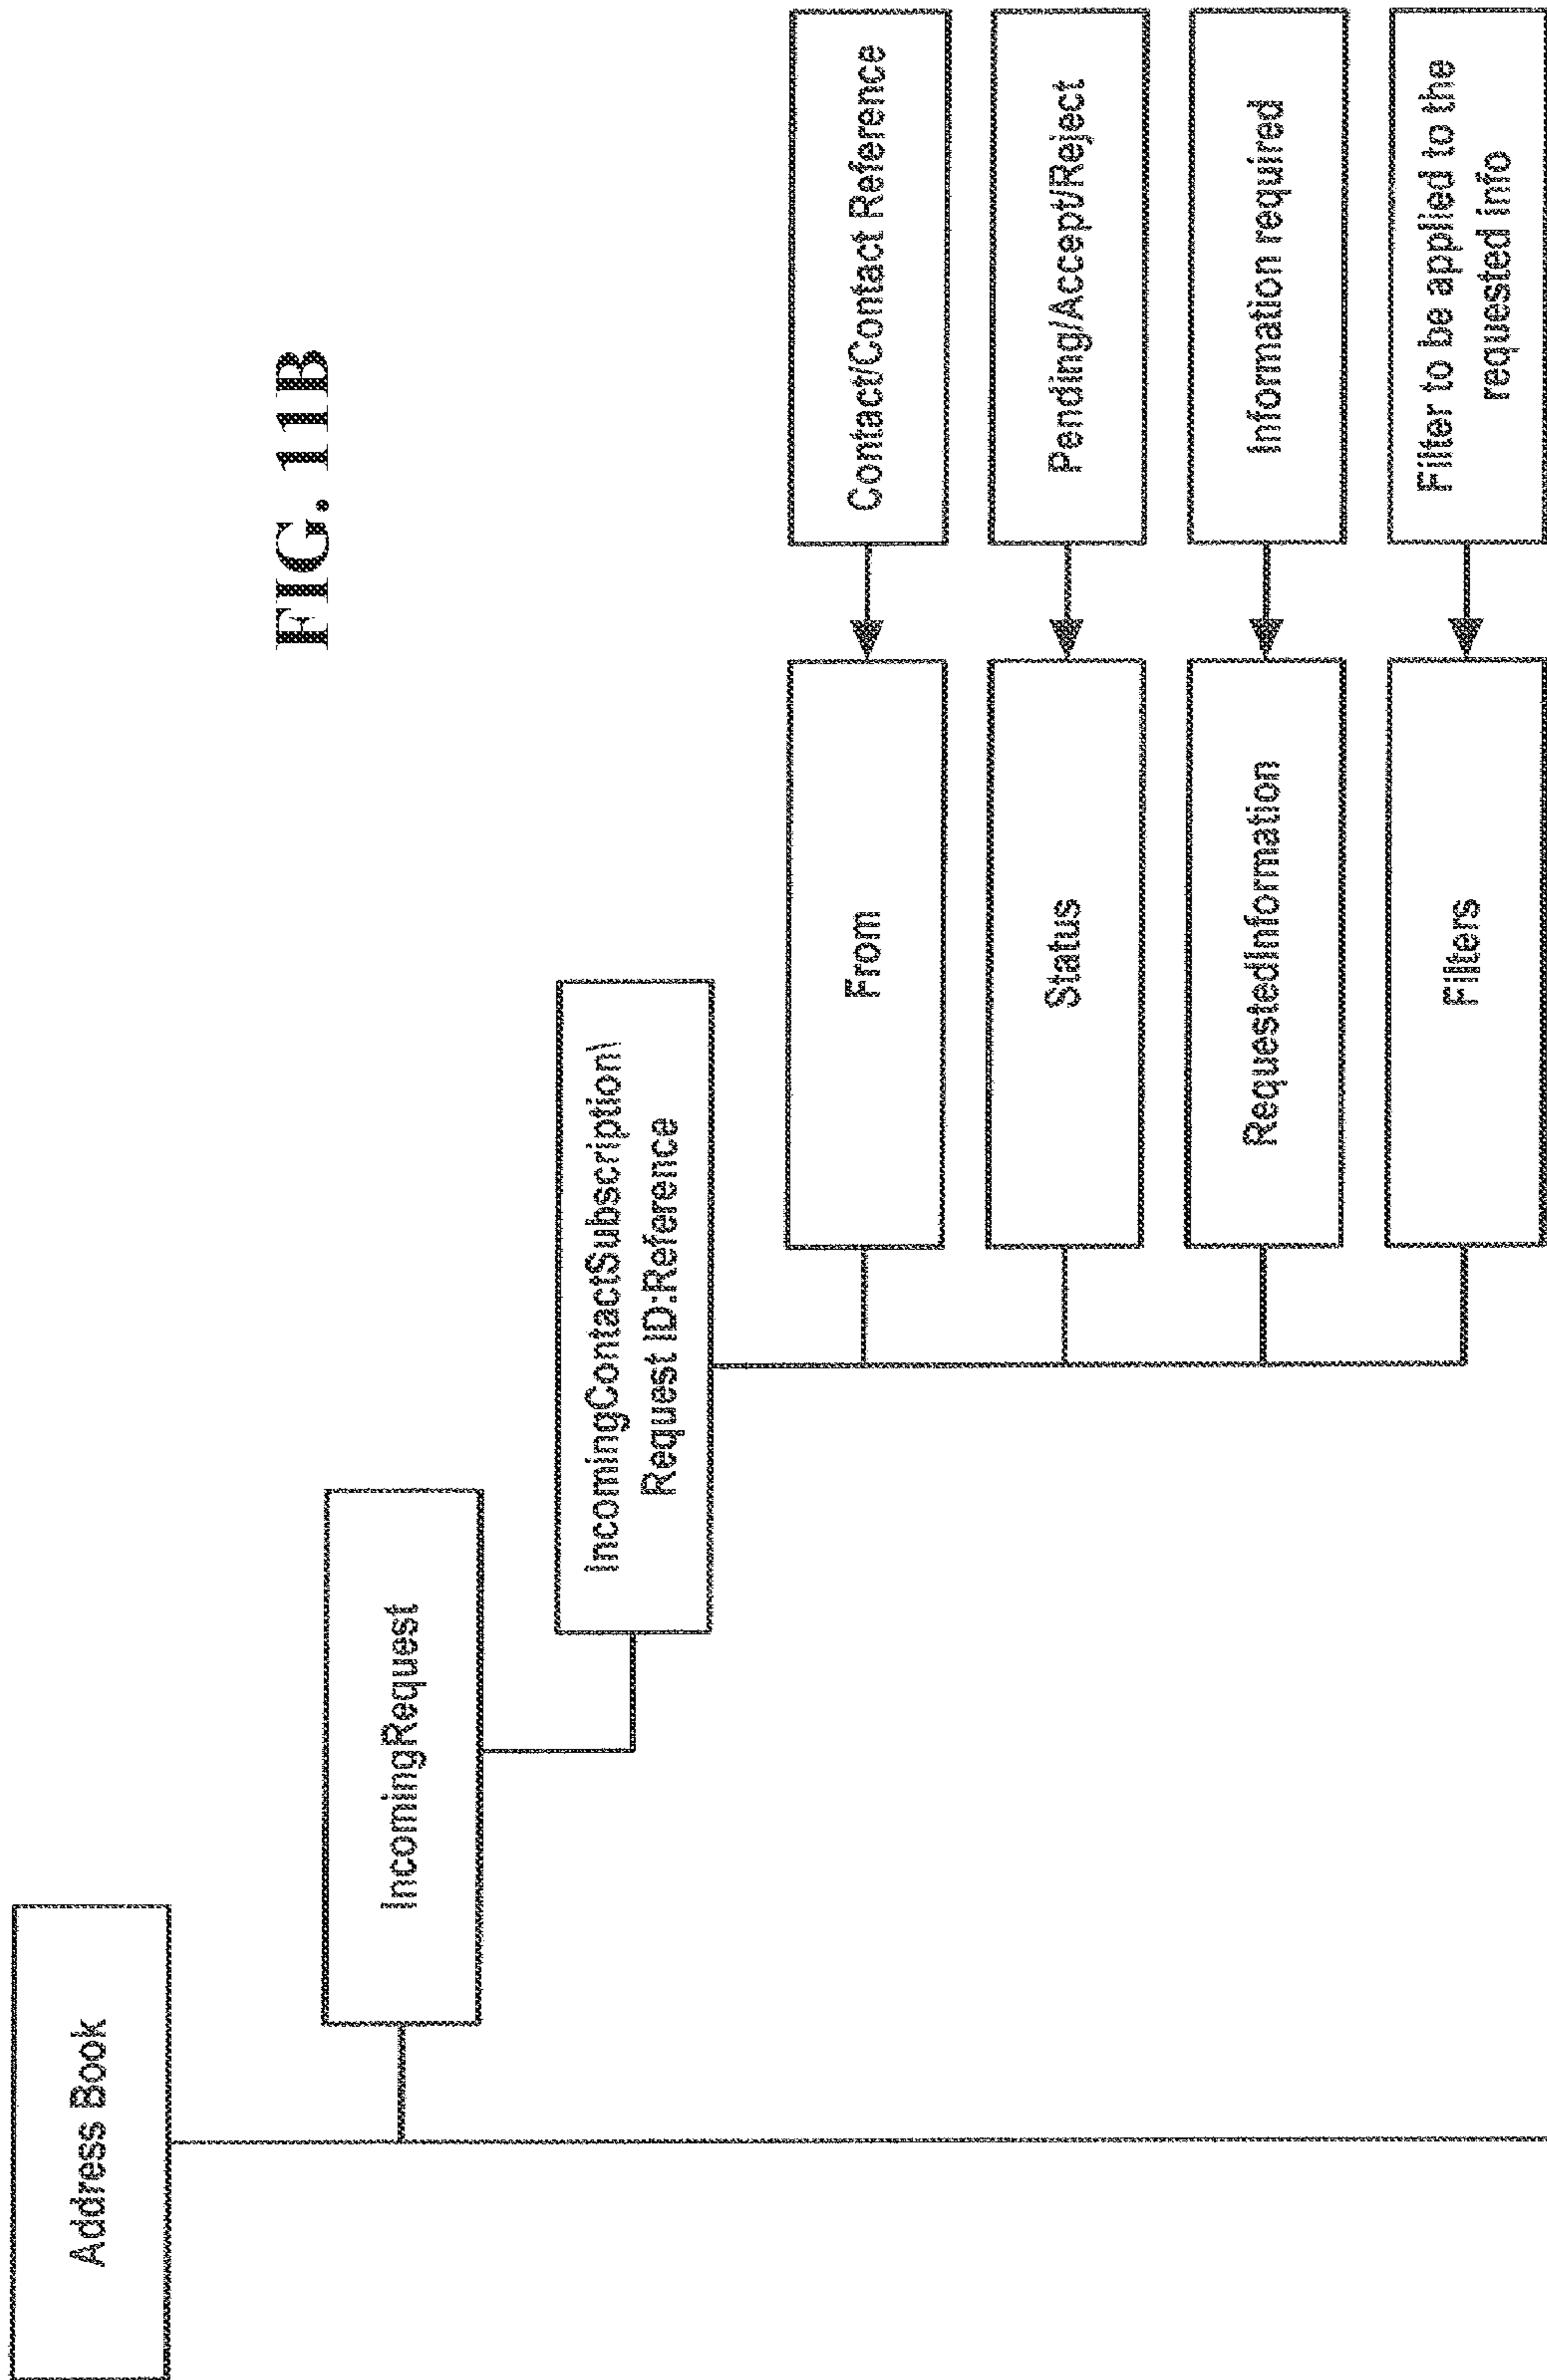 FIG. 11B
Address Book
IncomingRequest
IncomingContactSubscription\
Request ID:Reference
From
Contact/Contact Reference
Status
Pending/Accept/Reject
RequestedInformation
Information required
Filters
Filter to be applied to the
requested info